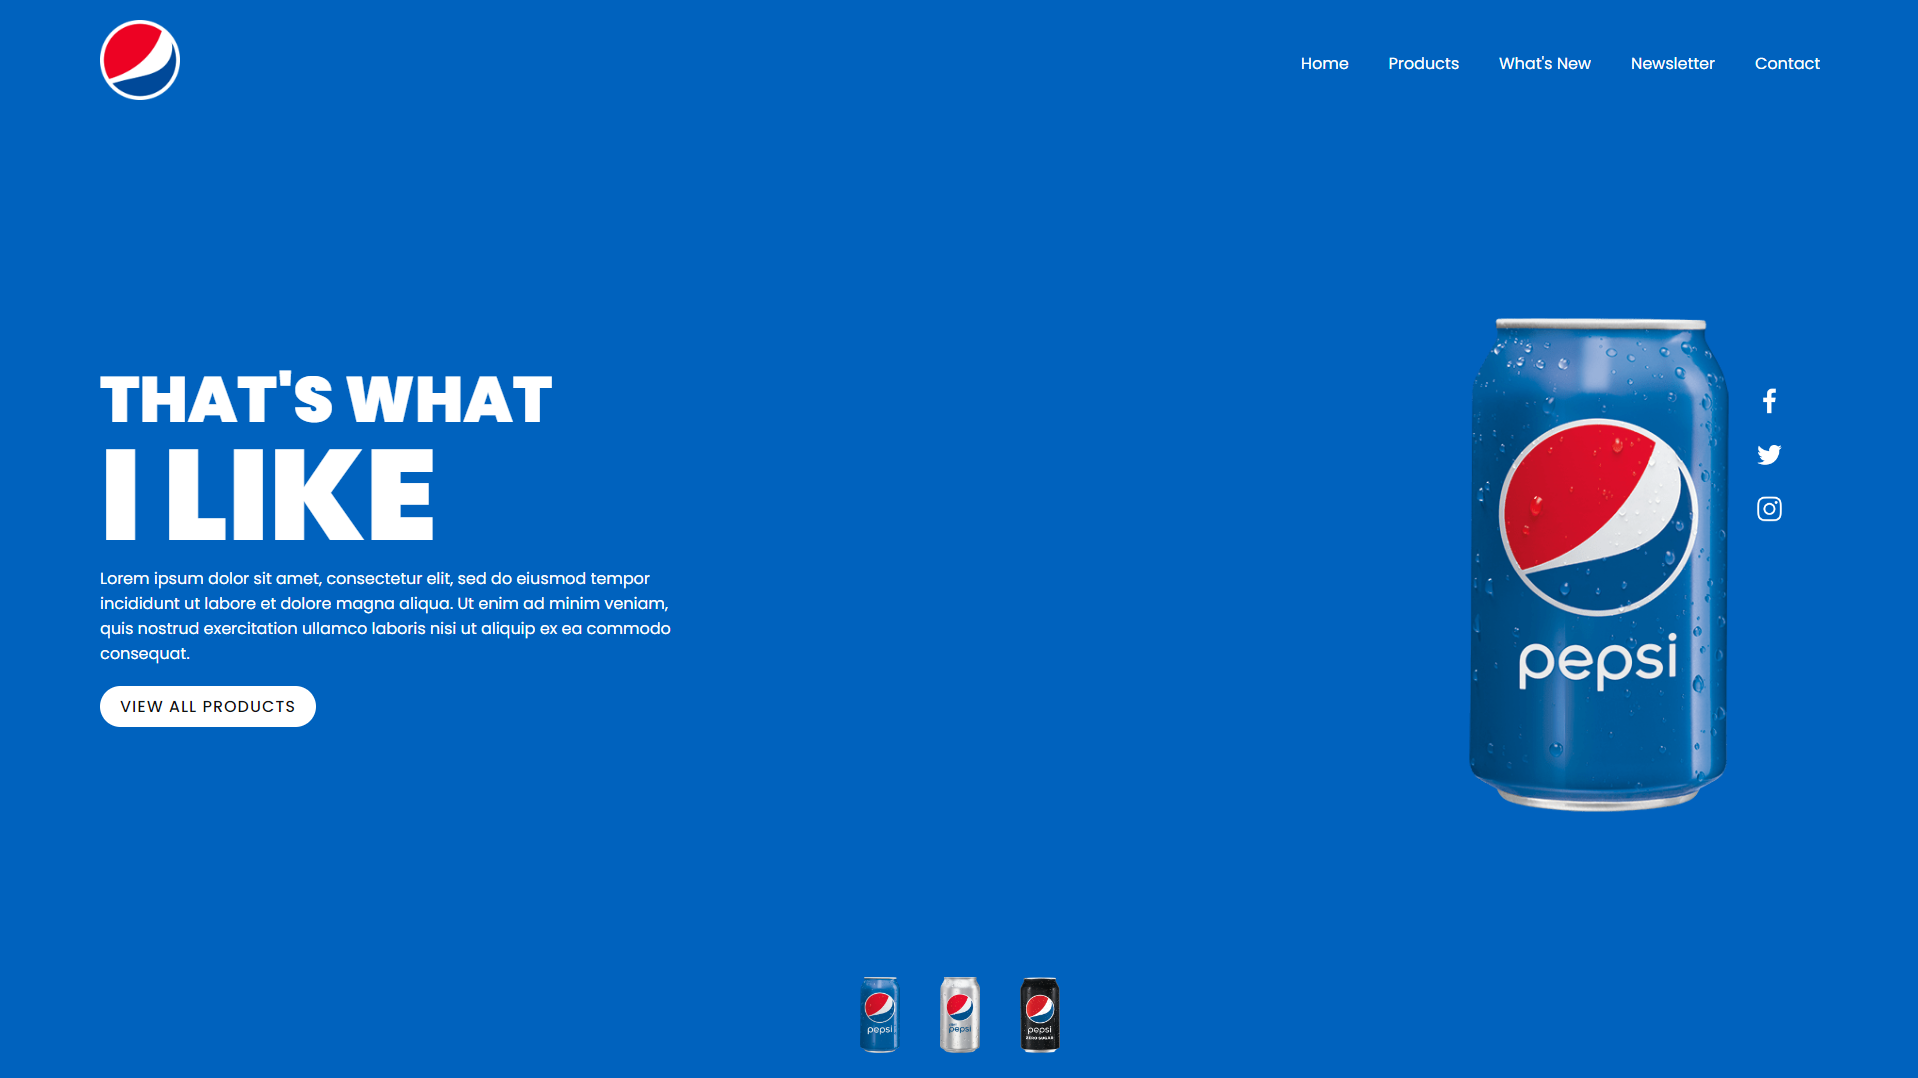 Home
Products
What's New
Newsletter
Contact
THAT'S WHAT
I LIKE
Lorem ipsum dolor sit amet, consectetur elit, sed do eiusmod tempor
incididunt ut labore et dolore magna aliqua. Ut enim ad minim veniam,
quis nostrud exercitation ullamco laboris nisi ut aliquip ex ea commodo
consequat.
VIEW ALL PRODUCTS
pepsi
pepsi
pepsi
pepsi
ZERO SUGAR